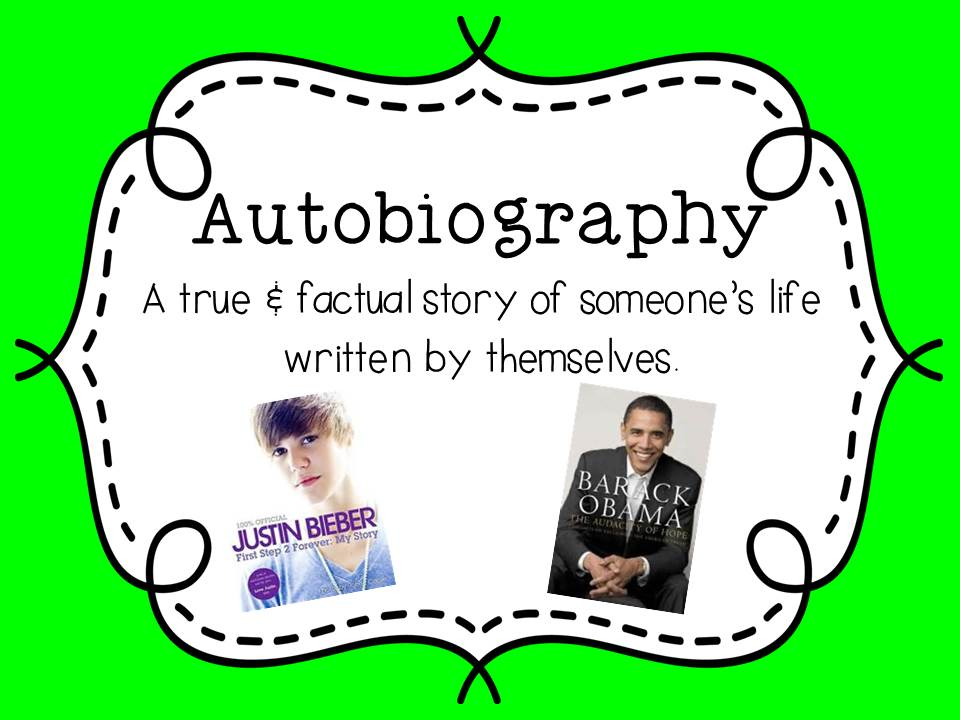 Autobiography
A true & factual story of someone's life
written by themselves.
100% OFFICIAL
JUSTIN BIEBER
First Step 2 Forever: My Story
BARACK
OBAMA
THE AUDACITY OF HOPE